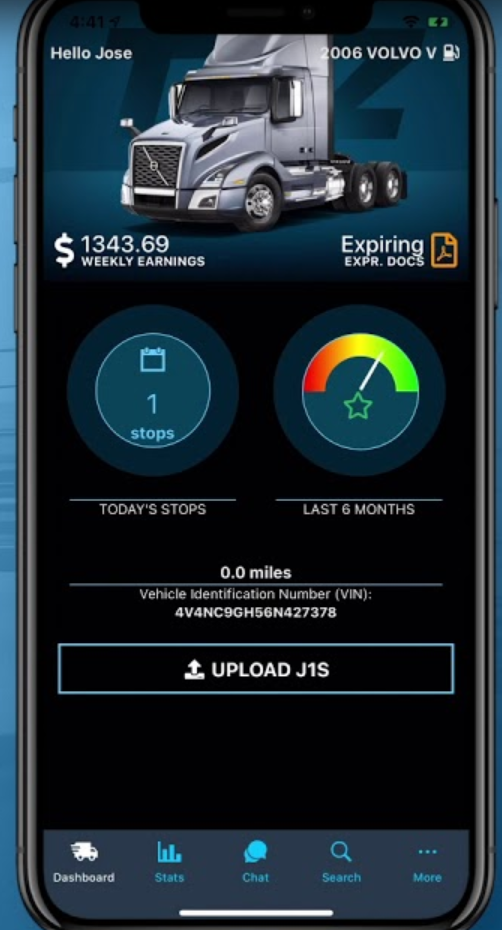 4:41
Hello Jose
2006 VOLVO V
$ 1343.69
WEEKLY EARNINGS
Expiring
EXPR. DOCS
1
stops
TODAY'S STOPS
LAST 6 MONTHS
0.0 miles
Vehicle Identification Number (VIN):
4V4NC9GH56N427378
UPLOAD J1S
Dashboard
Stats
Chat
Search
More